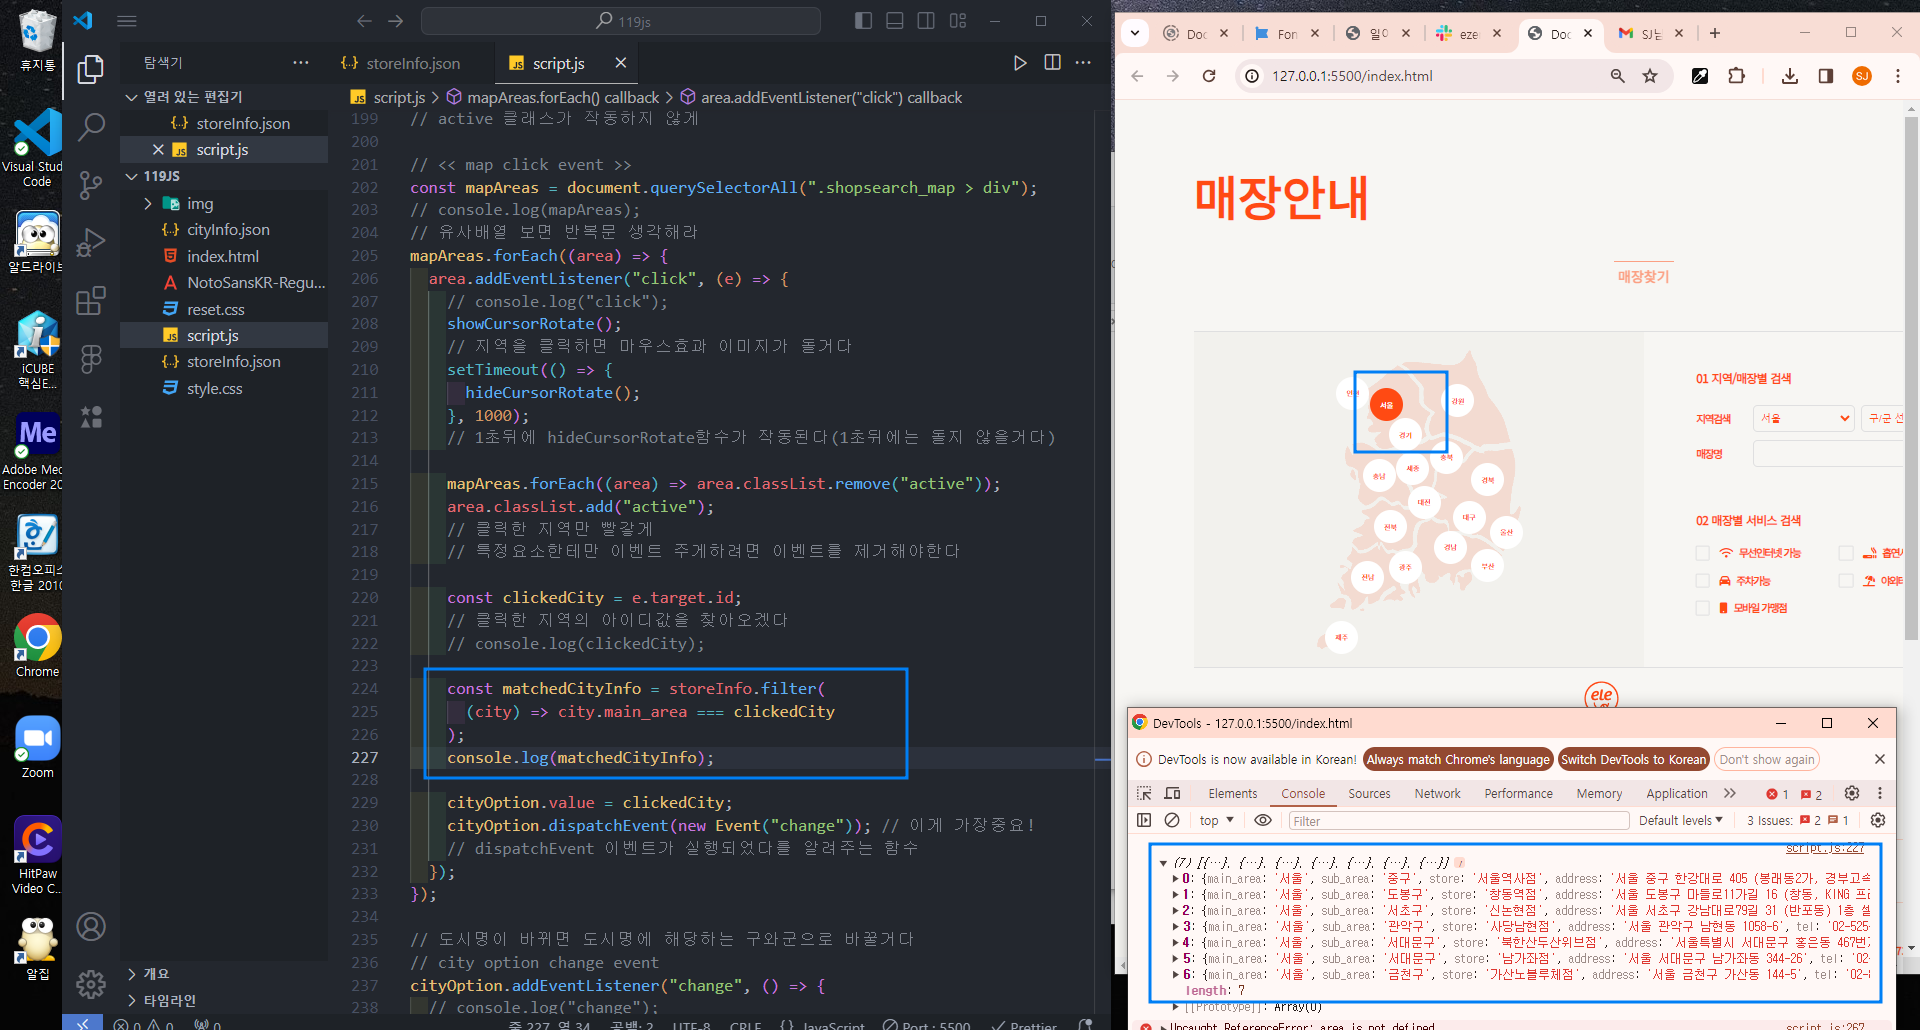 휴지통
Visual Stud
Code
알드라이브
iCUBE
핵심E...
Adobe Med
Encoder 20
한컴오피스
한글 2010
Chrome
Zoom
HitPaw
Video C...
알집
119js
탐색기
열려 있는 편집기
storeInfo.json
script.js
119JS
img
cityInfo.json
index.html
NotoSansKR-Regu...
reset.css
script.js
storeInfo.json
style.css
개요
타임라인
storeInfo.json
script.js
script.js > mapAreas.forEach() callback > area.addEventListener("click") callback
199 // active 클래스가 작동하지 않게
200
201 // << map click event >>
202 const mapAreas = document.querySelectorAll(".shopsearch_map > div");
203 // console.log(mapAreas);
204 // 유사배열 보면 반복문 생각해라
205 mapAreas.forEach((area) => {
206 area.addEventListener("click", (e) => {
207 // console.log("click");
208 showCursorRotate();
209 // 지역을 클릭하면 마우스효과 이미지가 돌거다
210 setTimeout(() => {
211 hideCursorRotate();
212 }, 1000);
213 // 1초뒤에 hideCursorRotate함수가 작동된다(1초뒤에는 돌지 않을거다)
214
215 mapAreas.forEach((area) => area.classList.remove("active"));
216 area.classList.add("active");
217 // 클릭한 지역만 빨갛게
218 // 특정요소한테만 이벤트 주게하려면 이벤트를 제거해야한다
219
220 const clickedCity = e.target.id;
221 // 클릭한 지역의 아이디값을 찾아오겠다
222 // console.log(clickedCity);
223
224 const matchedCityInfo = storeInfo.filter(
225 (city) => city.main_area === clickedCity
226 );
227 console.log(matchedCityInfo);
228
229 cityOption.value = clickedCity;
230 cityOption.dispatchEvent(new Event("change")); // 이게 가장중요!
231 // dispatchEvent 이벤트가 실행되었다를 알려주는 함수
232 });
233 });
234
235 // 도시명이 바뀌면 도시명에 해당하는 구와군으로 바꿀거다
236 // city option change event
237 cityOption.addEventListener("change", () => {
238 // console.log("change");
0 0 0 줄 227, 열 34 공백: 2 UTF-8 CRLF {} JavaScript Port : 5500 Prettier
Doc
Fon
일이
ezen
Doc
SJ님
127.0.0.1:5500/index.html
SJ
매장안내
매장찾기
인천
서울
강원
경기
충북
충남
세종
경북
대전
대구
전북
울산
경남
광주
부산
전남
제주
01 지역/매장별 검색
지역검색 서울 구/군 선
매장명
02 매장별 서비스 검색
무선인터넷 가능 흡연시
주차가능 야외테
모바일 가맹점
ele
DevTools - 127.0.0.1:5500/index.html
DevTools is now available in Korean! Always match Chrome's language Switch DevTools to Korean Don't show again
Elements Console Sources Network Performance Memory Application 1 2
top Filter Default levels 3 Issues: 2 1
script.js:227
(7) [{…}, {…}, {…}, {…}, {…}, {…}, {…}]
0: {main_area: '서울', sub_area: '중구', store: '서울역사점', address: '서울 중구 한강대로 405 (봉래동2가, 경부고속
1: {main_area: '서울', sub_area: '도봉구', store: '창동역점', address: '서울 도봉구 마들로11가길 16 (창동, KING 프라
2: {main_area: '서울', sub_area: '서초구', store: '신논현점', address: '서울 서초구 강남대로79길 31 (반포동) 1층 셀
3: {main_area: '서울', sub_area: '관악구', store: '사당남현점', address: '서울 관악구 남현동 1058-6', tel: '02-525-
4: {main_area: '서울', sub_area: '서대문구', store: '북한산두산위브점', address: '서울특별시 서대문구 홍은동 467번지
5: {main_area: '서울', sub_area: '서대문구', store: '남가좌점', address: '서울 서대문구 남가좌동 344-26', tel: '02-
6: {main_area: '서울', sub_area: '금천구', store: '가산노블루체점', address: '서울 금천구 가산동 144-5', tel: '02-8
length: 7
[[Prototype]]: Array(0)
Uncaught ReferenceError: area is not defined script.js:267